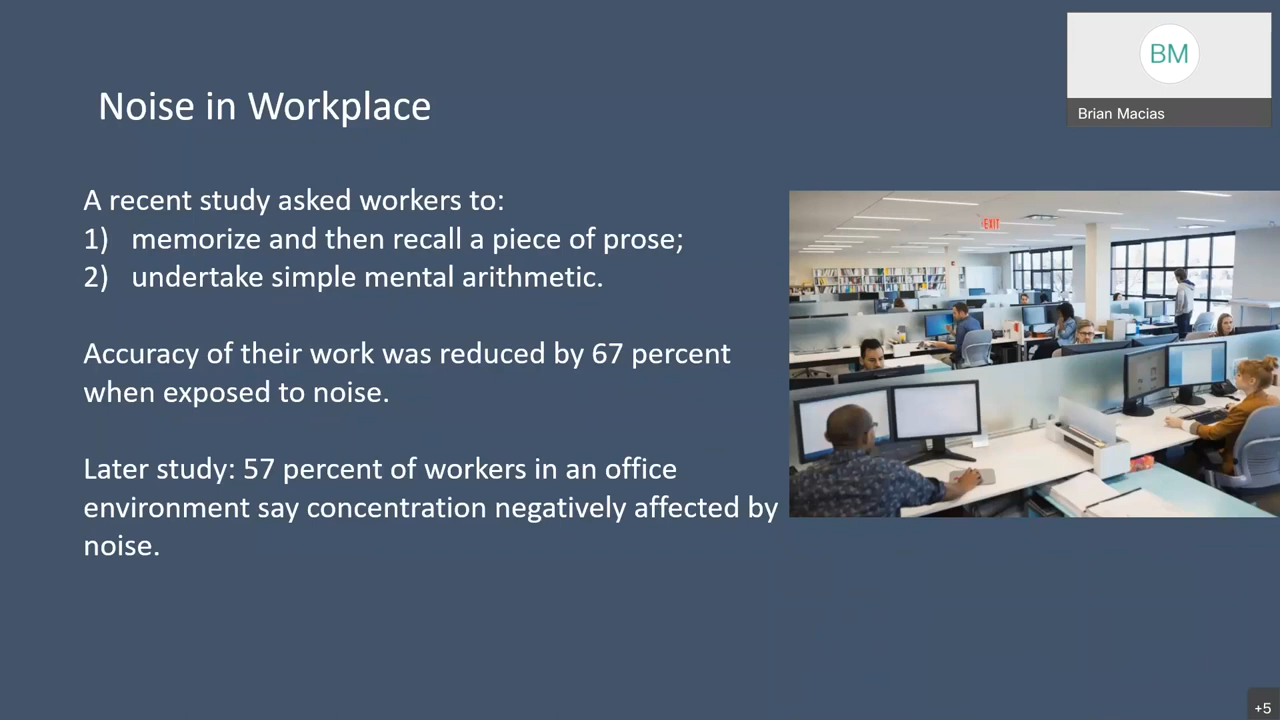 BM
Brian Macias
Noise in Workplace
A recent study asked workers to:
1) memorize and then recall a piece of prose;
2) undertake simple mental arithmetic.
Accuracy of their work was reduced by 67 percent
when exposed to noise.
Later study: 57 percent of workers in an office
environment say concentration negatively affected by
noise.
EXIT
+5